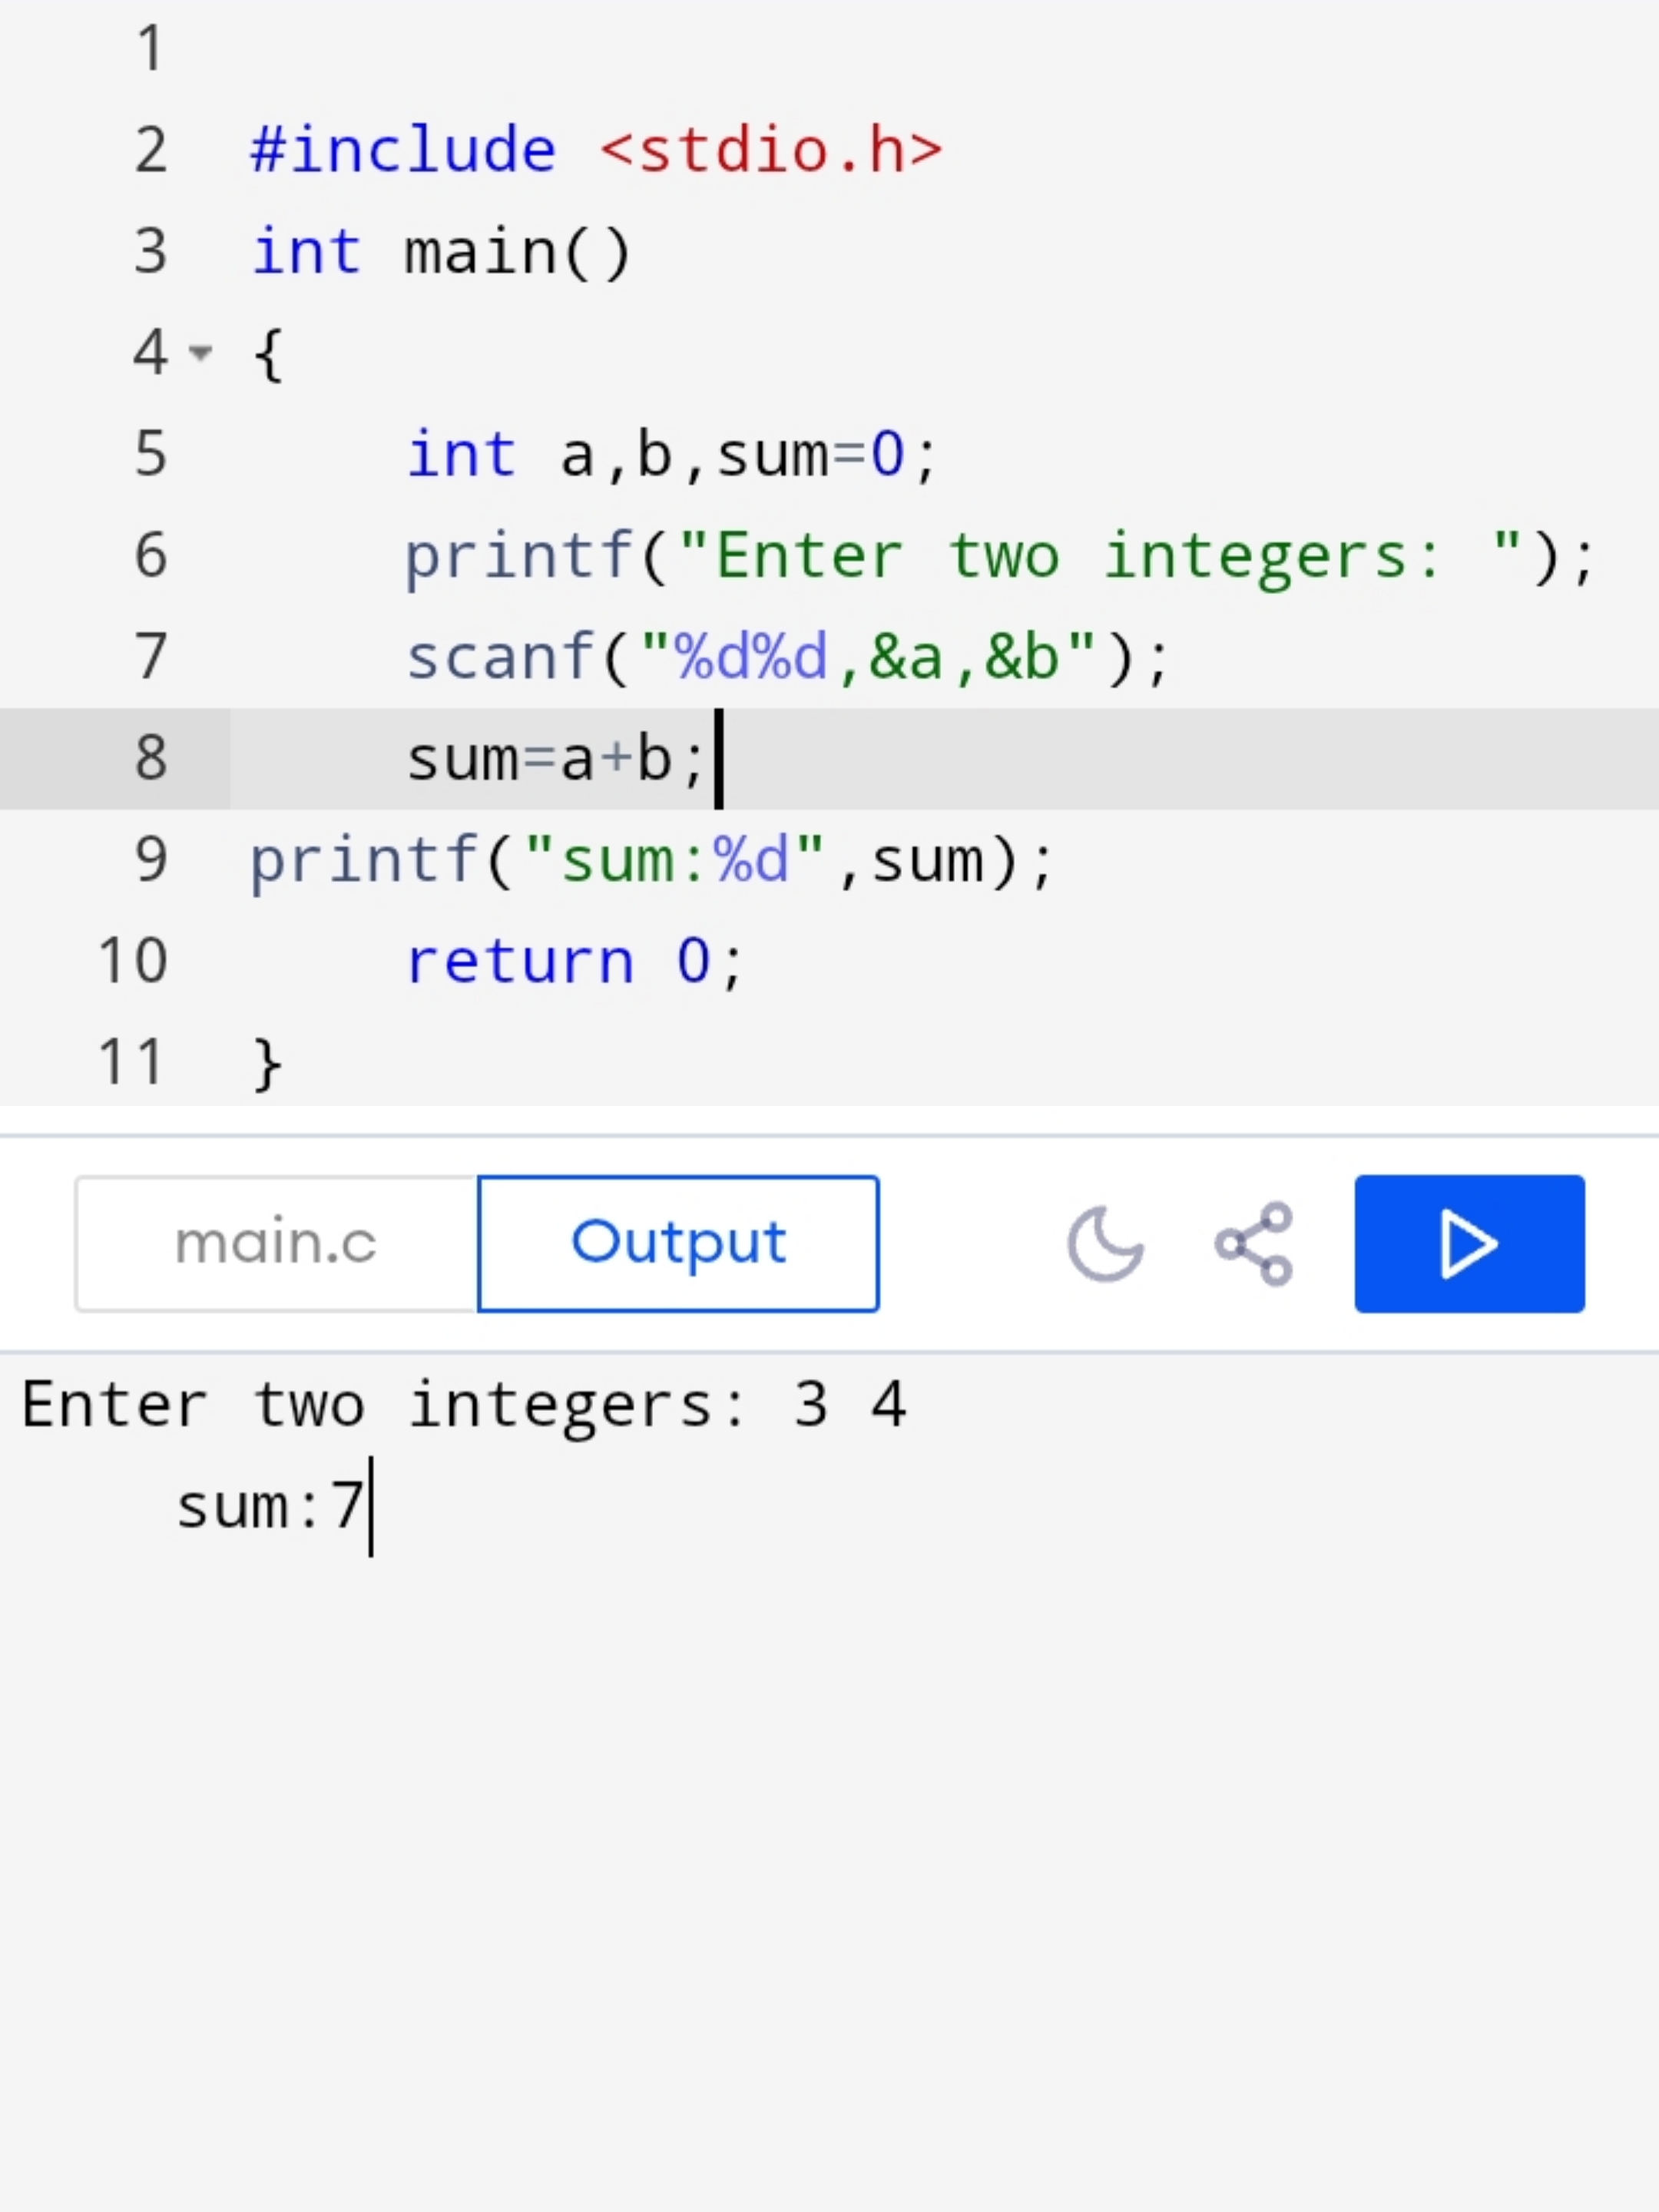 1
2 #include <stdio.h>
3 int main()
4 {
5 int a,b,sum=0;
6 printf("Enter two integers: ");
7 scanf("%d%d,&a,&b");
8 sum=a+b;
9 printf("sum:%d",sum);
10 return 0;
11 }
main.c Output
Enter two integers: 3 4
sum:7